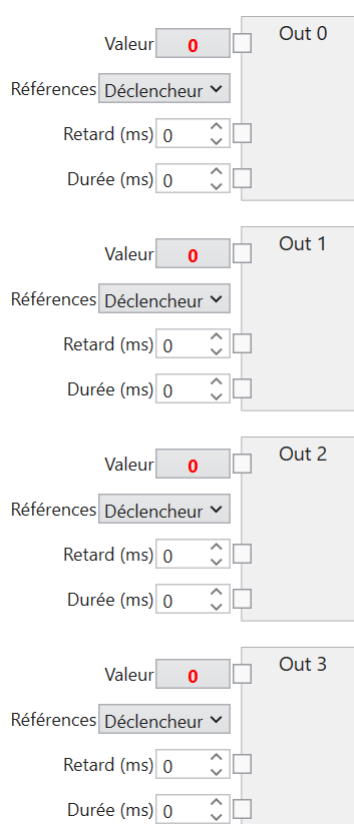 Valeur 0 Out 0
Références Déclencheur
Retard (ms) 0
Durée (ms) 0
Valeur 0 Out 1
Références Déclencheur
Retard (ms) 0
Durée (ms) 0
Valeur 0 Out 2
Références Déclencheur
Retard (ms) 0
Durée (ms) 0
Valeur 0 Out 3
Références Déclencheur
Retard (ms) 0
Durée (ms) 0